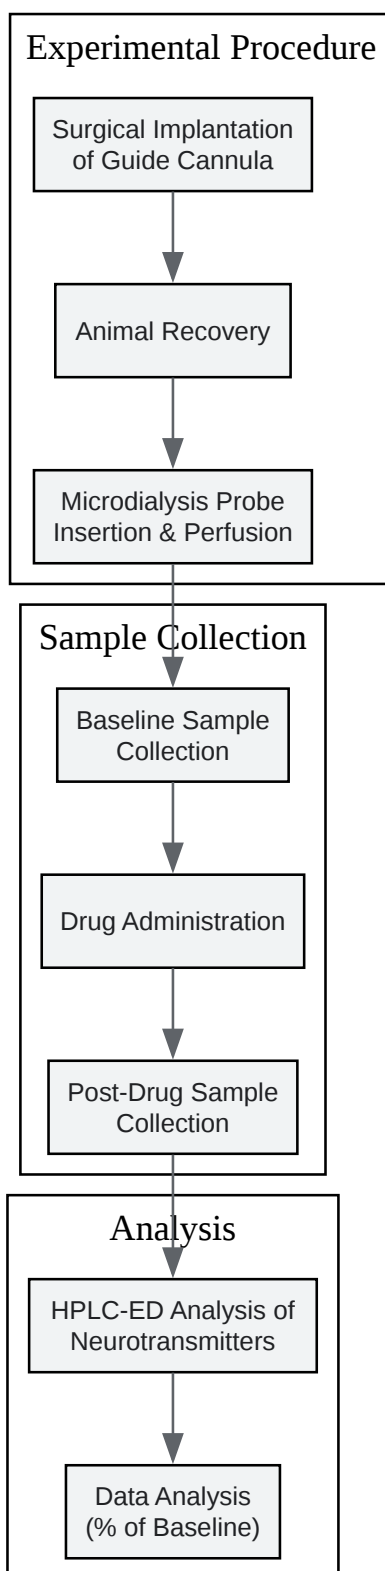 Experimental Procedure
Surgical Implantation
of Guide Cannula
Animal Recovery
Microdialysis Probe
Insertion & Perfusion
Sample Collection
Baseline Sample
Collection
Drug Administration
Post-Drug Sample
Collection
Analysis
HPLC-ED Analysis of
Neurotransmitters
Data Analysis
(% of Baseline)